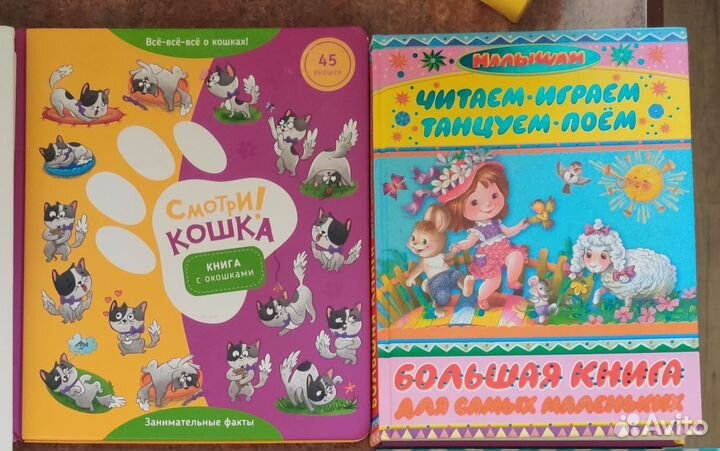 Всё-всё-всё о кошках!
45
окошек
Смотри!
КОШКА
КНИГА
с окошками
Занимательные факты
МАЛЫШАМ
ЧИТАЕМ·ИГРАЕМ
ТАНЦУЕМ·ПОЁМ
БОЛЬШАЯ КНИГА
ДЛЯ САМЫХ МАЛЕНЬКИХ
Avito